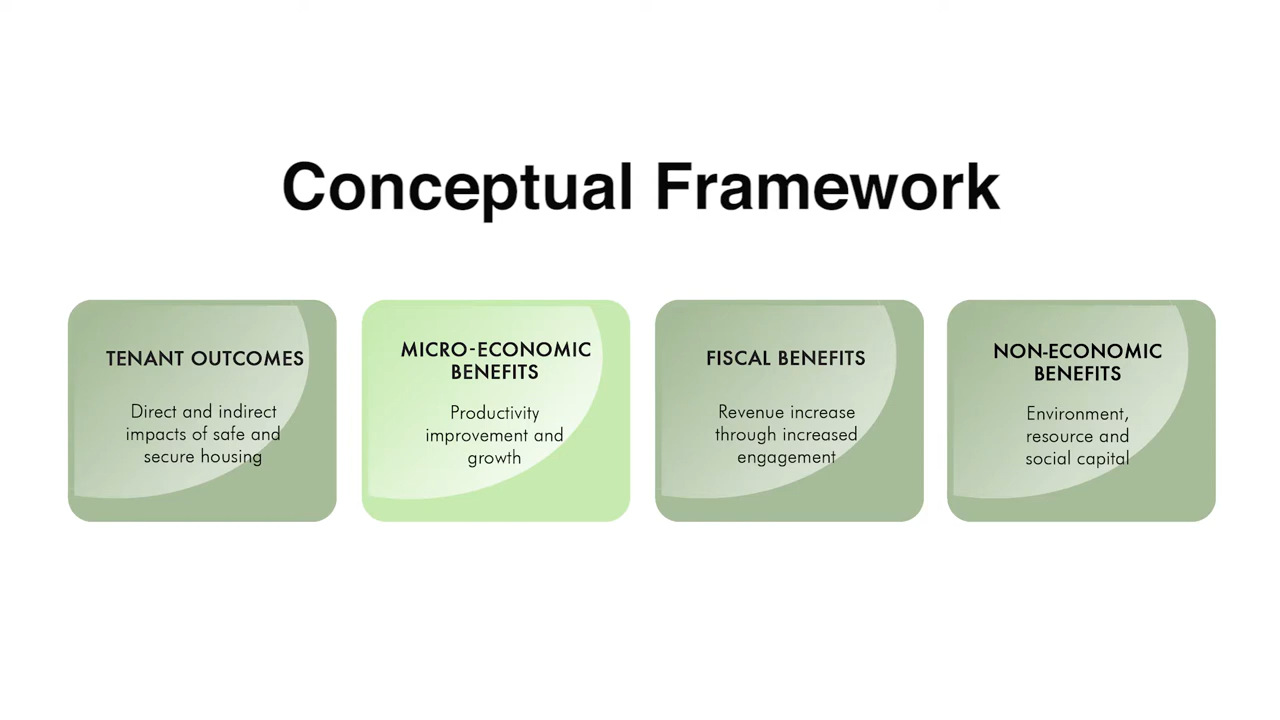 Conceptual Framework
TENANT OUTCOMES
Direct and indirect
impacts of safe and
secure housing
MICRO-ECONOMIC
BENEFITS
Productivity
improvement and
growth
FISCAL BENEFITS
Revenue increase
through increased
engagement
NON-ECONOMIC
BENEFITS
Environment,
resource and
social capital